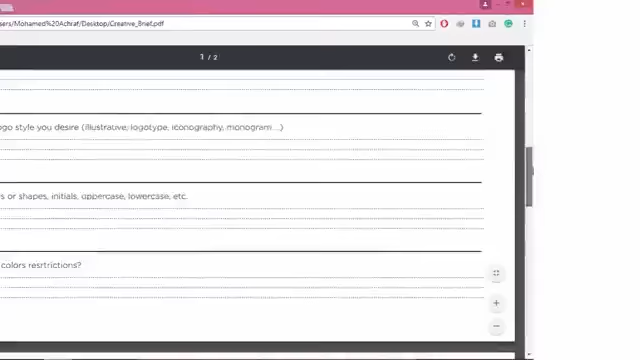 sers/Mohamed%20Achraf/Desktop/Creative_Brief.pdf
1 / 2
ogo style you desire (illustrative, logotype, iconography, monogram...)
s or shapes, initials, uppercase, lowercase, etc.
colors resrtrictions?